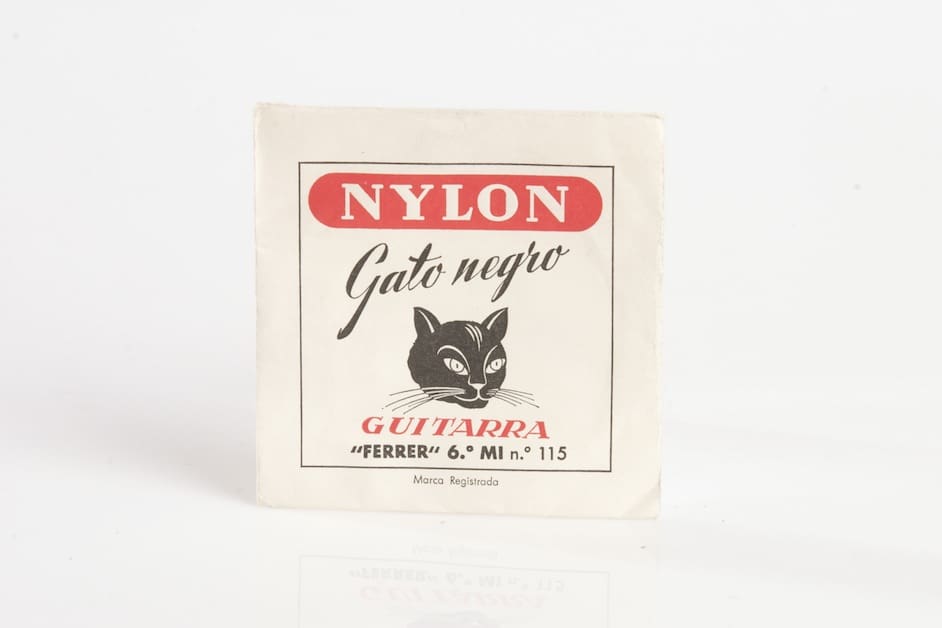 NYLON
Gato negro
GUITARRA
"FERRER" 6.º MI n.º 115
Marca Registrada